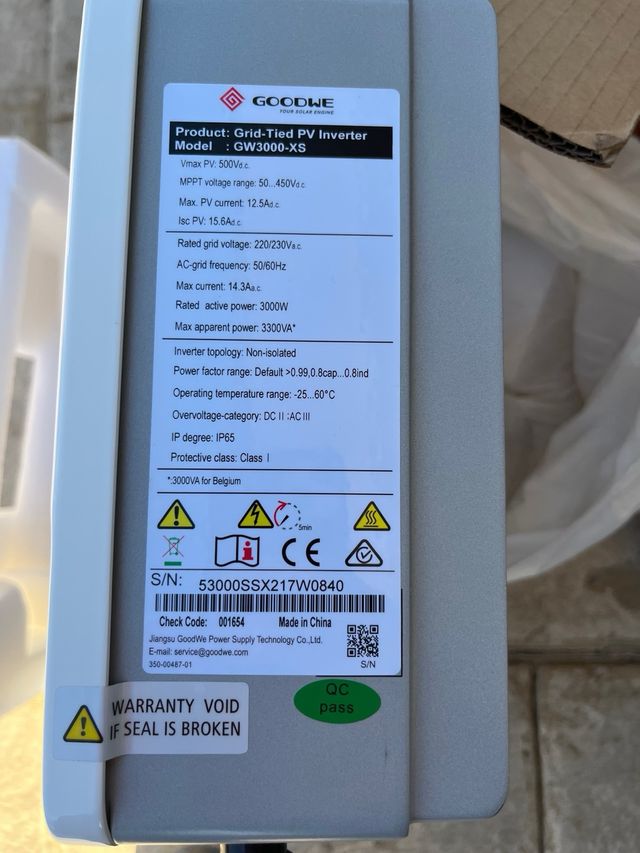 GOODWE
YOUR SOLAR ENGINE
Product: Grid-Tied PV Inverter
Model : GW3000-XS
Vmax PV: 500Vd.c.
MPPT voltage range: 50...450Vd.c.
Max. PV current: 12.5Ad.c.
Isc PV: 15.6Ad.c.
Rated grid voltage: 220/230Va.c.
AC-grid frequency: 50/60Hz
Max current: 14.3Aa.c.
Rated active power: 3000W
Max apparent power: 3300VA*
Inverter topology: Non-isolated
Power factor range: Default >0.99,0.8cap...0.8ind
Operating temperature range: -25...60°C
Overvoltage-category: DC II :AC III
IP degree: IP65
Protective class: Class I
*:3000VA for Belgium
5min
CE
S/N: 53000SSX217W0840
Check Code: 001654 Made in China
Jiangsu GoodWe Power Supply Technology Co.,Ltd.
E-mail: service@goodwe.com
350-00487-01 S/N
QC
pass
WARRANTY VOID
IF SEAL IS BROKEN